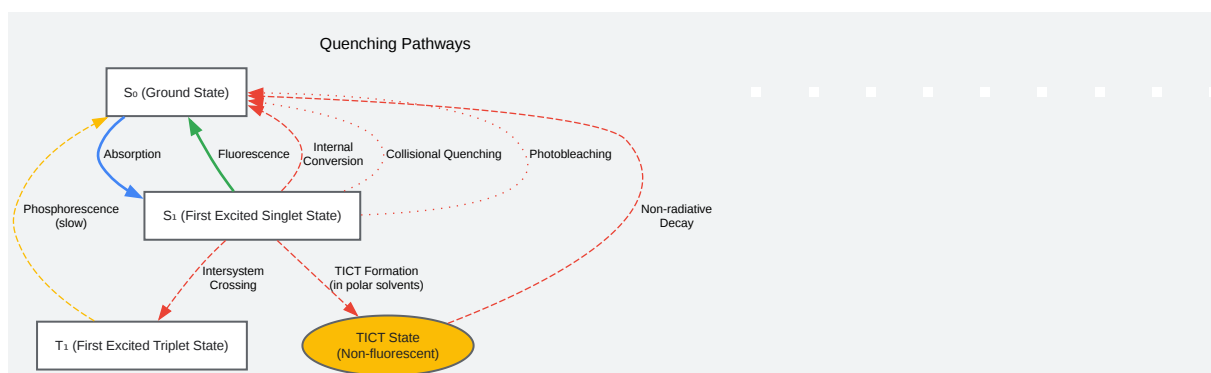 Quenching Pathways
S₀ (Ground State)
Absorption
Fluorescence
Internal
Conversion
Collisional Quenching
Photobleaching
S₁ (First Excited Singlet State)
Phosphorescence
(slow)
Non-radiative
Decay
Intersystem
Crossing
TICT Formation
(in polar solvents)
T₁ (First Excited Triplet State)
TICT State
(Non-fluorescent)